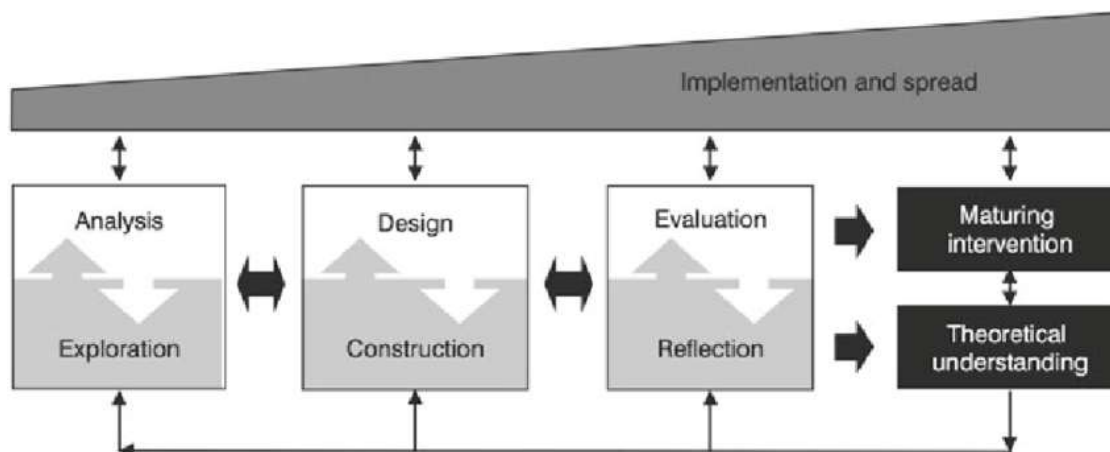 Implementation and spread
Analysis
Exploration
Design
Construction
Evaluation
Reflection
Maturing
intervention
Theoretical
understanding